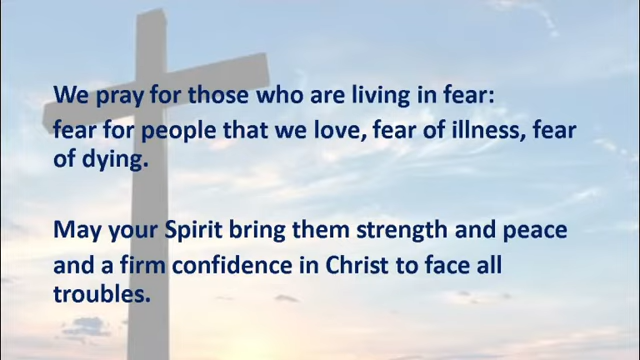 We pray for those who are living in fear:
fear for people that we love, fear of illness, fear
of dying.
May your Spirit bring them strength and peace
and a firm confidence in Christ to face all
troubles.